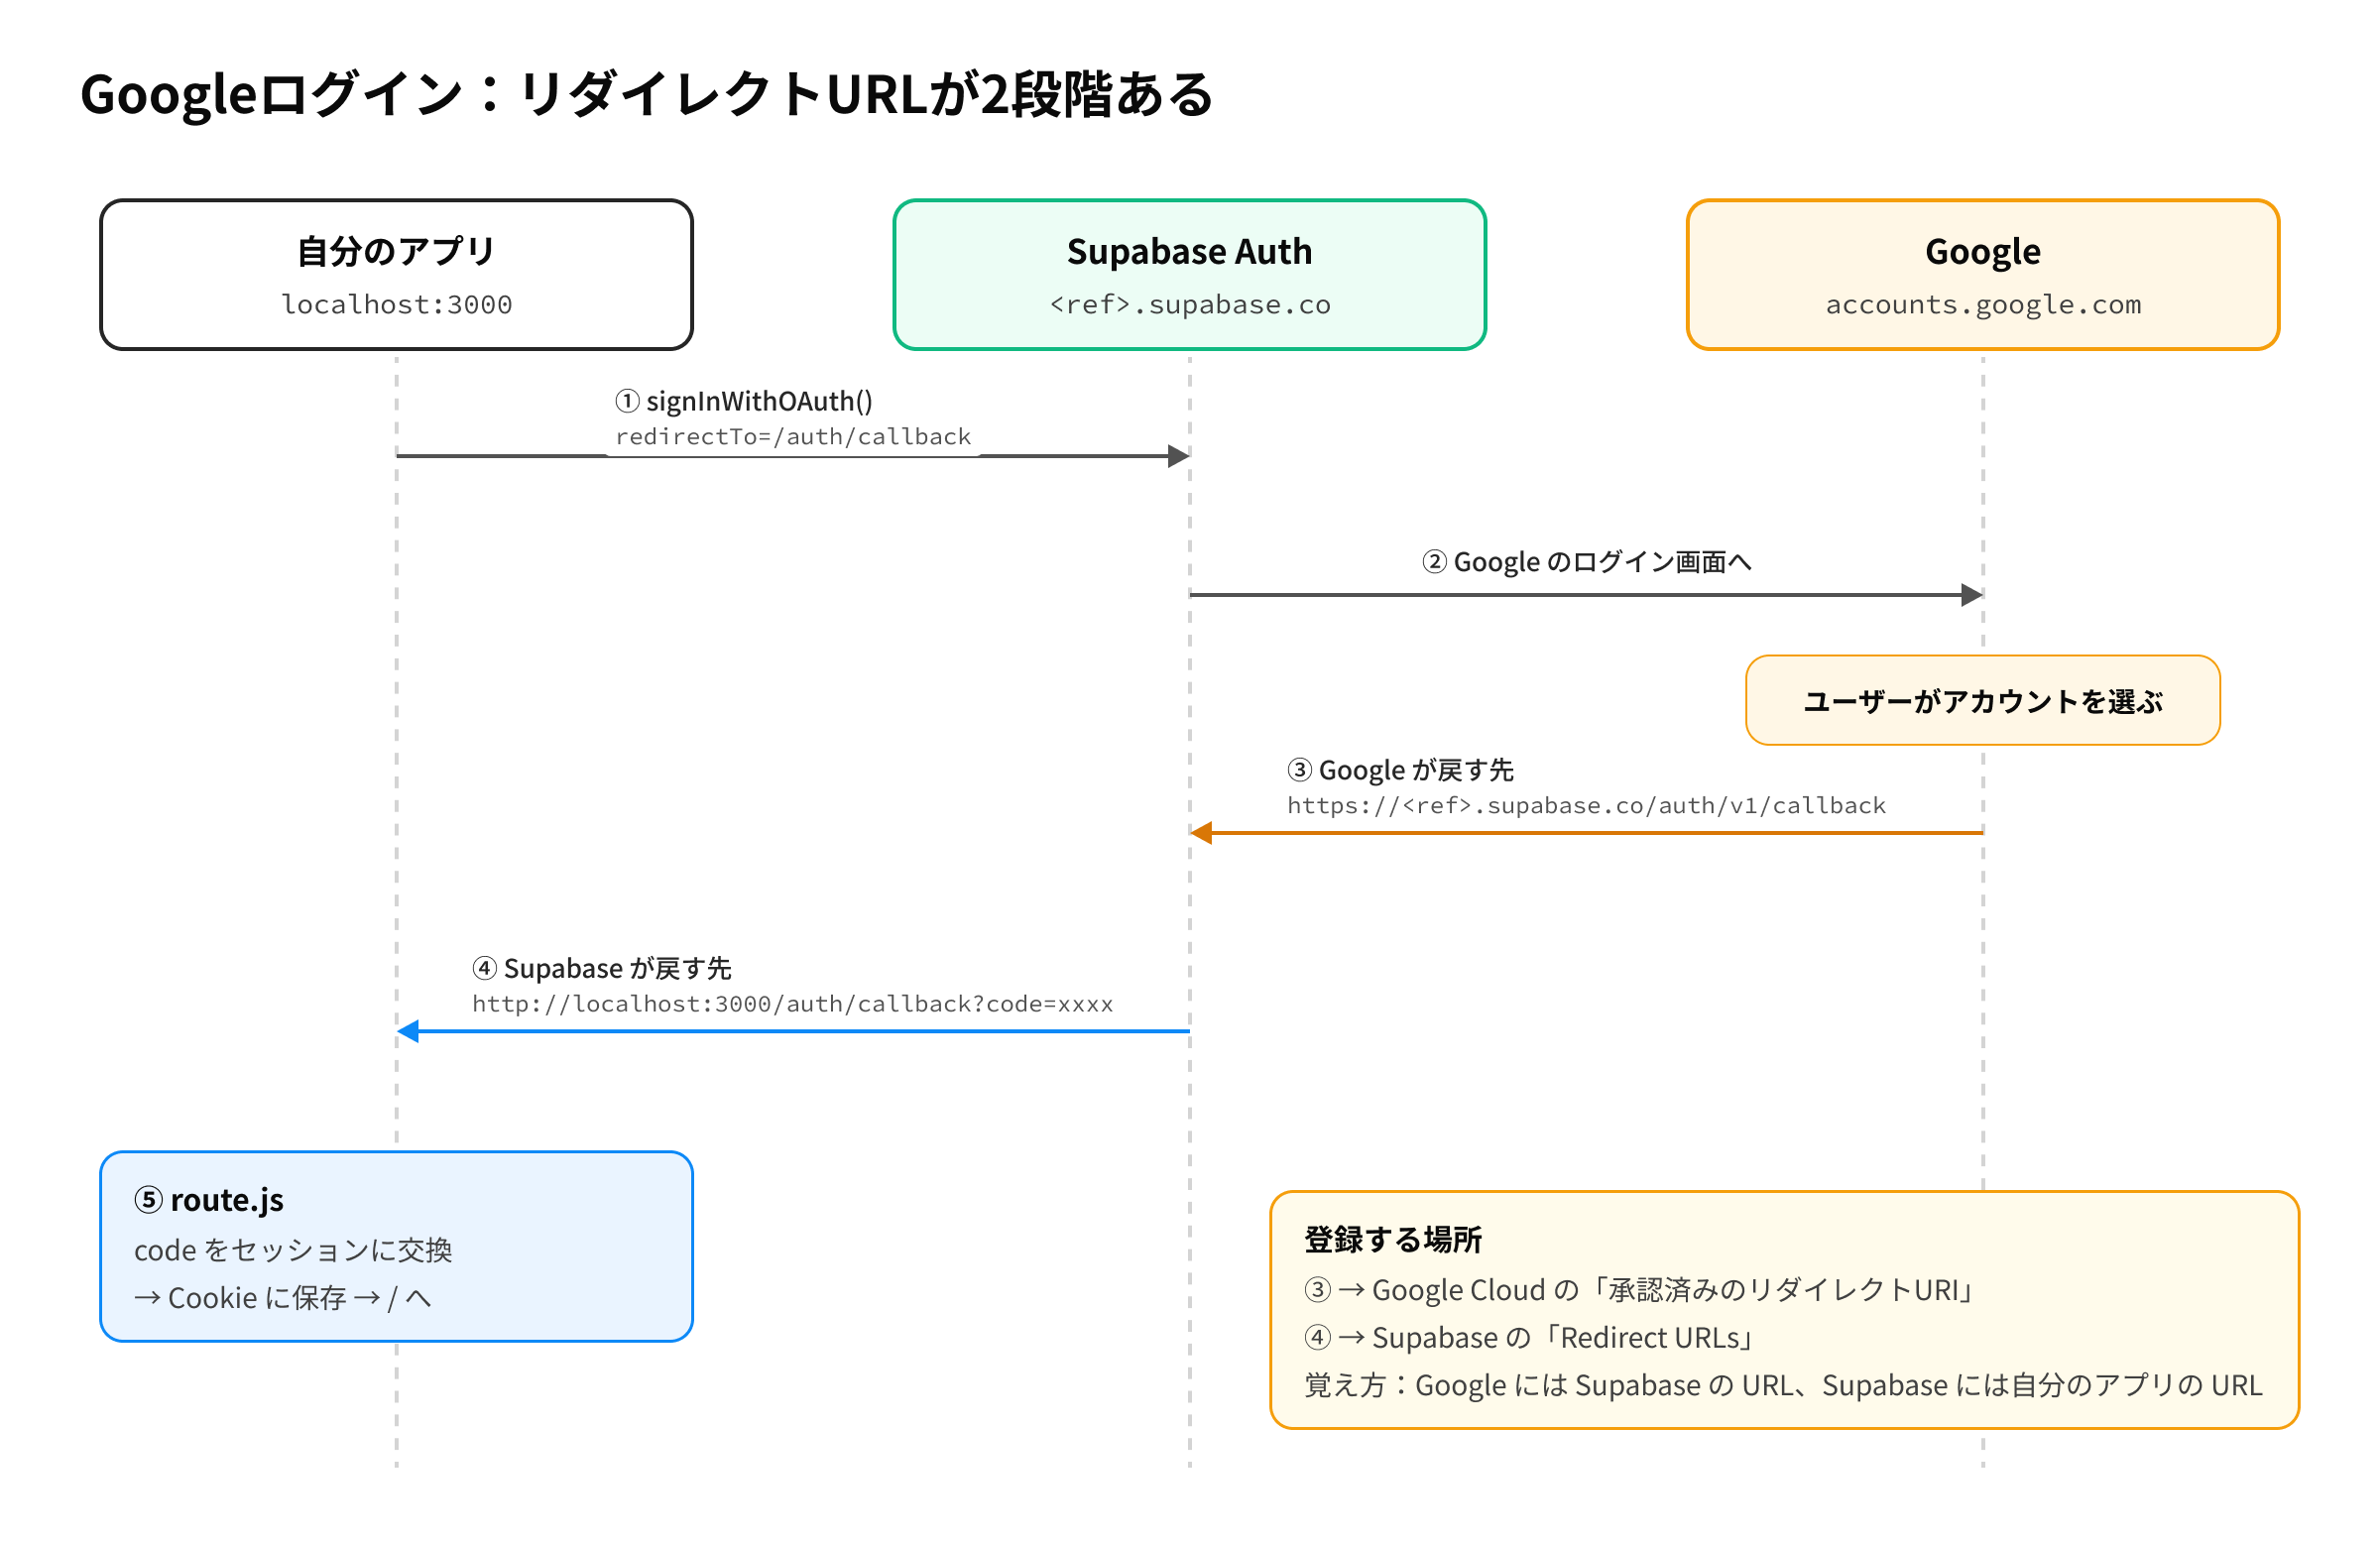 Googleログイン：リダイレクトURLが2段階ある
自分のアプリ
localhost:3000
Supabase Auth
<ref>.supabase.co
Google
accounts.google.com
① signInWithOAuth()
redirectTo=/auth/callback
② Google のログイン画面へ
ユーザーがアカウントを選ぶ
③ Google が戻す先
https://<ref>.supabase.co/auth/v1/callback
④ Supabase が戻す先
http://localhost:3000/auth/callback?code=xxxx
⑤ route.js
code をセッションに交換
→ Cookie に保存 → / へ
登録する場所
③ → Google Cloud の「承認済みのリダイレクトURI」
④ → Supabase の「Redirect URLs」
覚え方：Google には Supabase の URL、Supabase には自分のアプリの URL